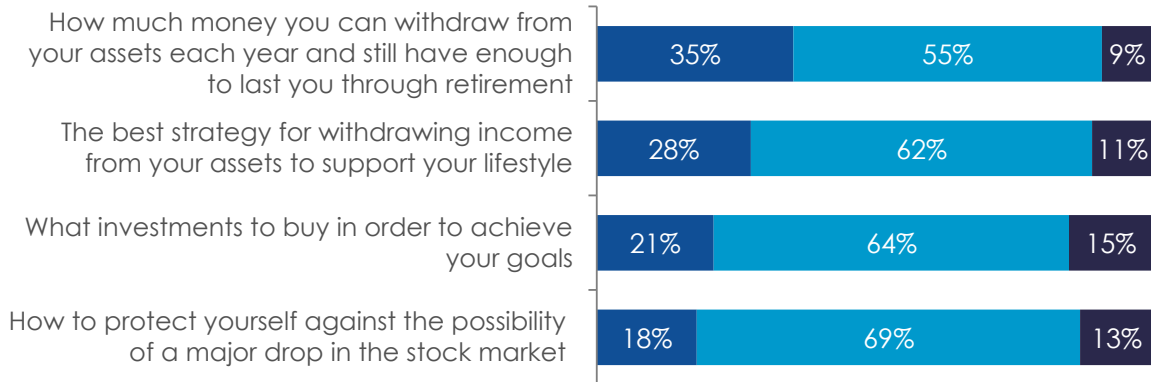 How much money you can withdraw from
your assets each year and still have enough
to last you through retirement
35% 55% 9%
The best strategy for withdrawing income
from your assets to support your lifestyle
28% 62% 11%
What investments to buy in order to achieve
your goals
21% 64% 15%
How to protect yourself against the possibility
of a major drop in the stock market
18% 69% 13%